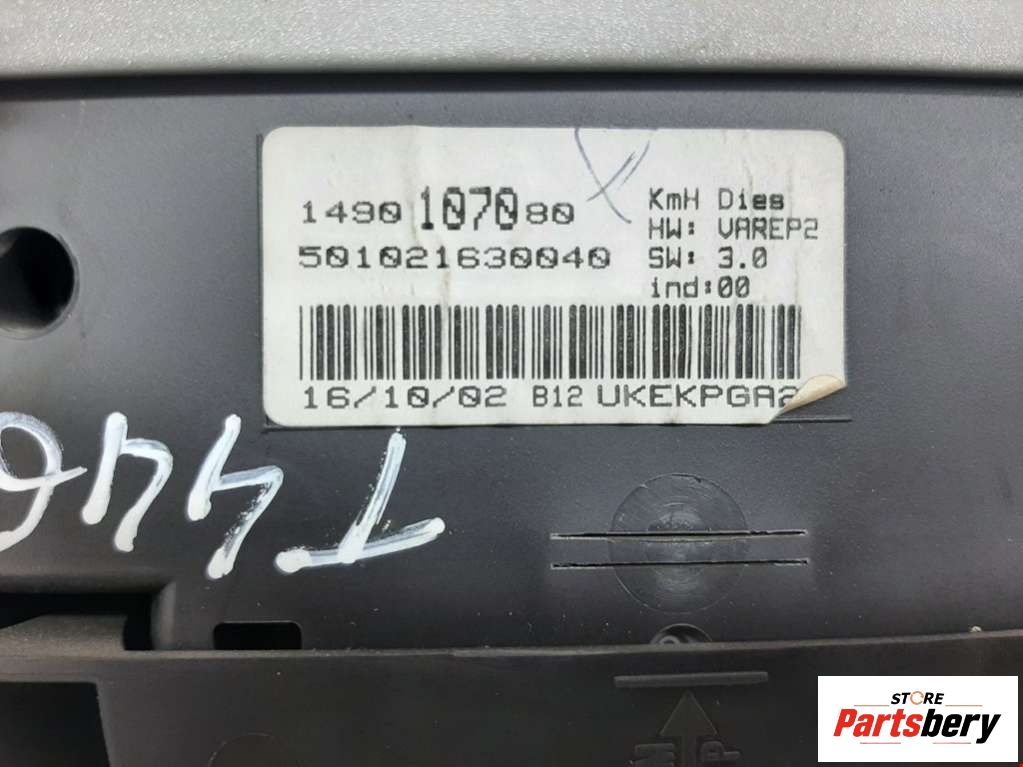 1490 1070 80
501021630040
KmH Dies
HW: VAREP2
SW: 3.0
ind:00
16/10/02 B12 UKEKPGA2
T446
STORE
Partsbery